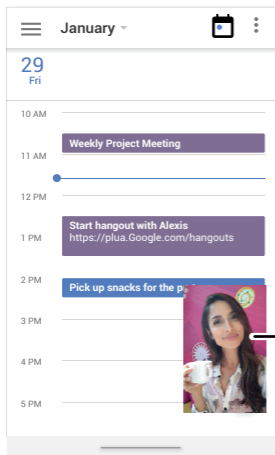 January
29
Fri
10 AM
Weekly Project Meeting
11 AM
12 PM
Start hangout with Alexis
https://plua.Google.com/hangouts
1 PM
2 PM
Pick up snacks for the
3 PM
4 PM
5 PM